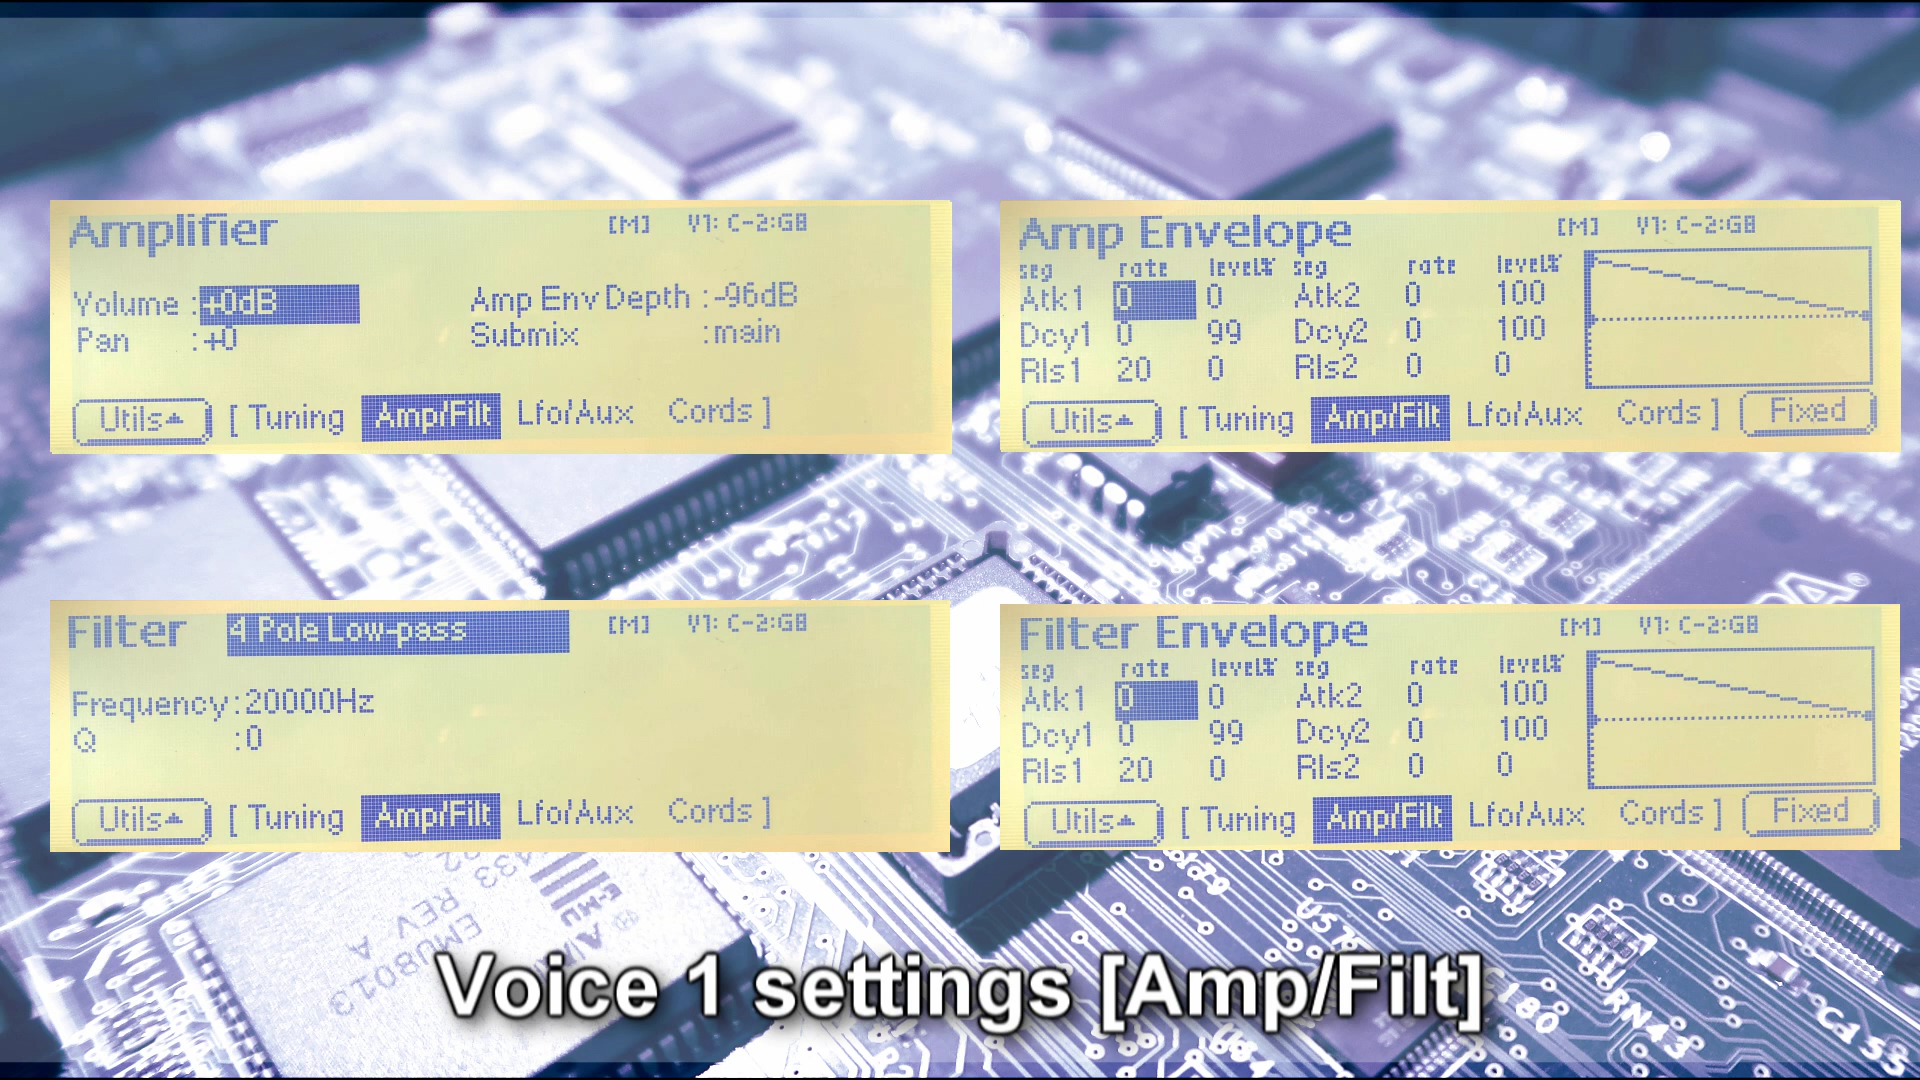 Amplifier [M] V1: C-2:G8
Volume :+0dB Amp Env Depth :-96dB
Pan :+0 Submix :main
Utils [ Tuning Amp/Filt Lfo/Aux Cords ]
Amp Envelope [M] V1: C-2:G8
seg rate level% seg rate level%
Atk1 0 0 Atk2 0 100
Dcy1 0 99 Dcy2 0 100
Rls1 20 0 Rls2 0 0
Utils [ Tuning Amp/Filt Lfo/Aux Cords ] Fixed
Filter 4 Pole Low-pass [M] V1: C-2:G8
Frequency :20000Hz
Q :0
Utils [ Tuning Amp/Filt Lfo/Aux Cords ]
Filter Envelope [M] V1: C-2:G8
seg rate level% seg rate level%
Atk1 0 0 Atk2 0 100
Dcy1 0 99 Dcy2 0 100
Rls1 20 0 Rls2 0 0
Utils [ Tuning Amp/Filt Lfo/Aux Cords ] Fixed
E-MU
EMU8013
REV A
RN43
C453
Voice 1 settings [Amp/Filt]